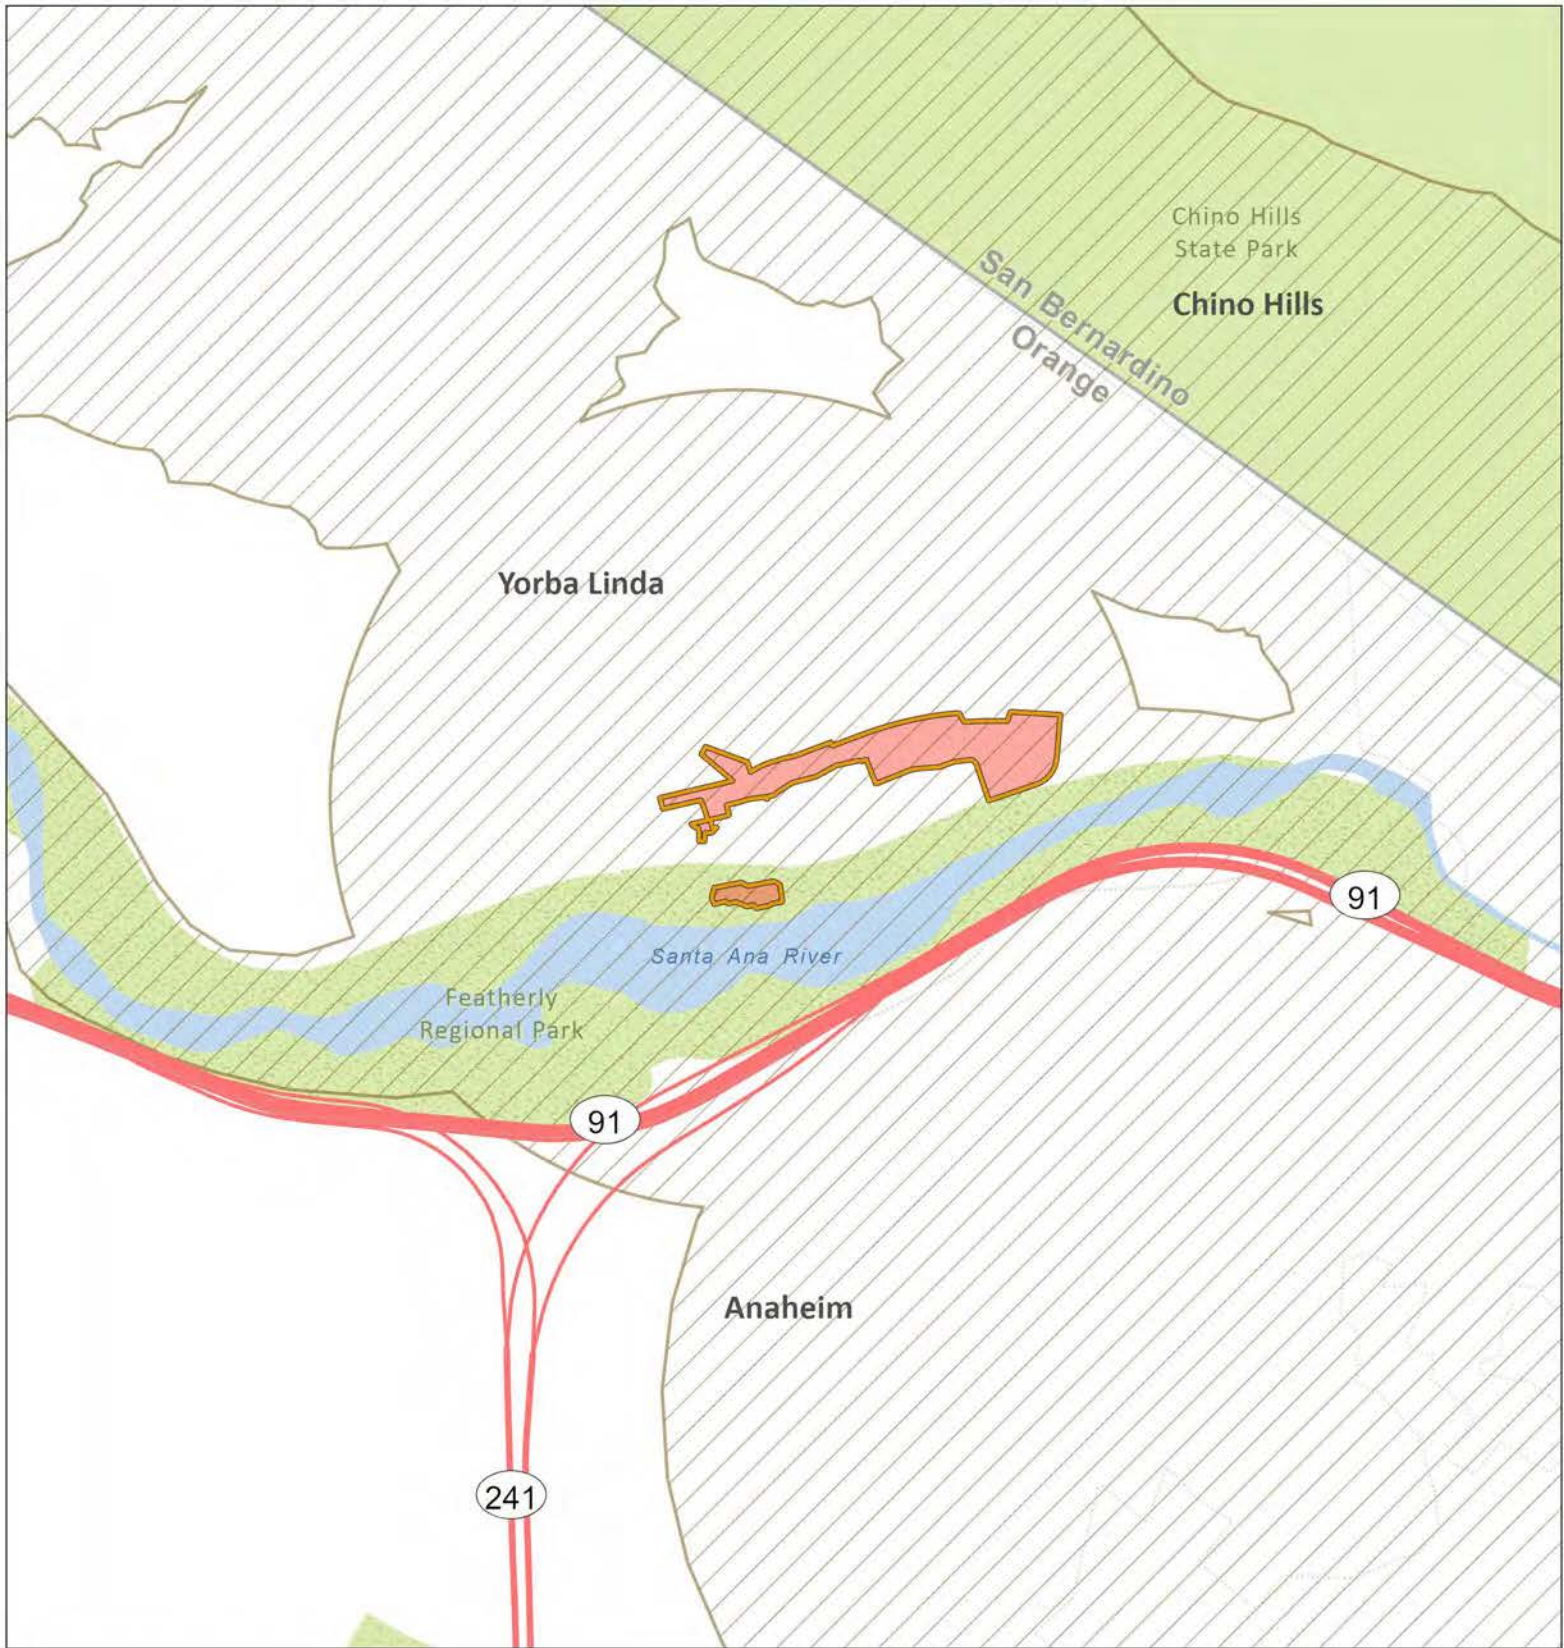 Chino Hills
State Park
Chino Hills
San Bernardino
Orange
Yorba Linda
91
Santa Ana River
Featherly
Regional Park
91
Anaheim
241